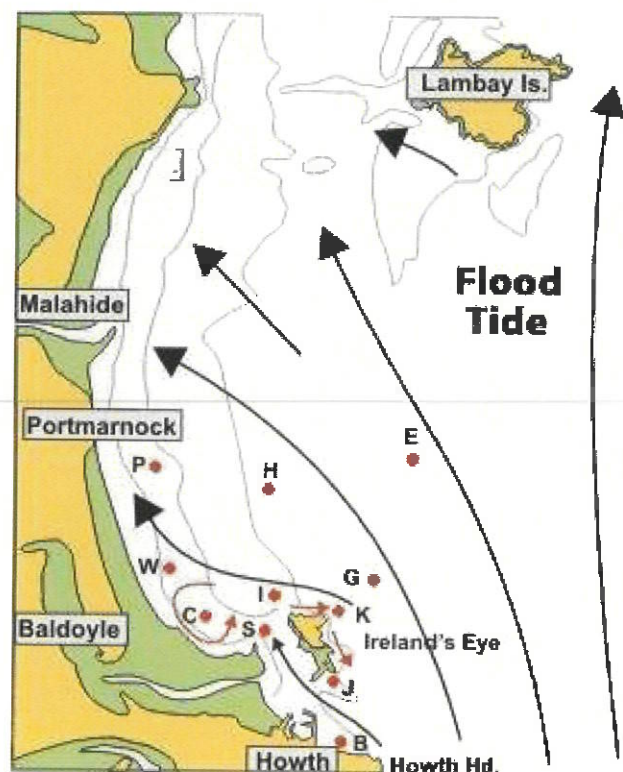 Lambay Is.
Flood
Tide
Malahide
Portmarnock
E
P
H
W
G
I
K
C
S
Ireland's Eye
Baldoyle
J
B
Howth
Howth Hd.